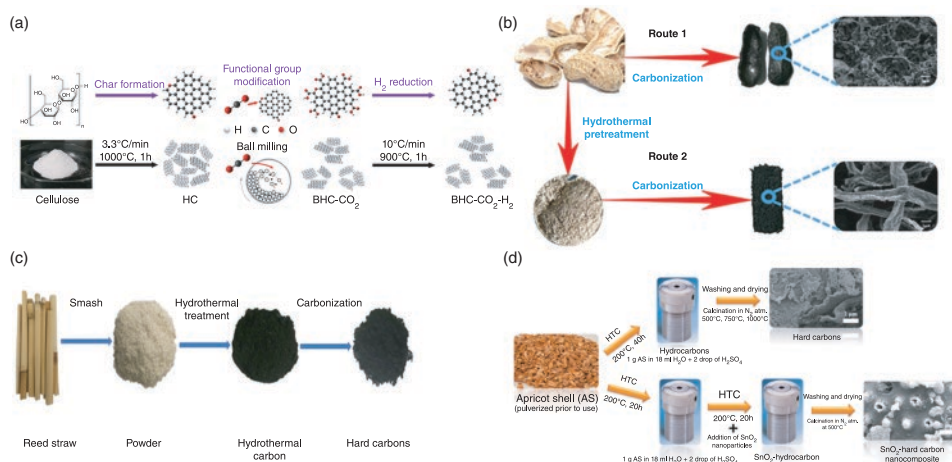 (a)
Char formation
Functional group
modification
H₂ reduction
H C O
3.3°C/min
1000°C, 1h
Ball milling
10°C/min
900°C, 1h
Cellulose
HC
BHC-CO₂
BHC-CO₂-H₂
(b)
Route 1
Carbonization
Hydrothermal
pretreatment
Route 2
Carbonization
(c)
Smash
Hydrothermal
treatment
Carbonization
Reed straw
Powder
Hydrothermal
carbon
Hard carbons
(d)
HTC
200°C, 40h
Hydrocarbons
1 g AS in 18 ml H₂O + 2 drop of H₂SO₄
Washing and drying
Calcination in N₂ atm.
500°C, 750°C, 1000°C
1 μm
Hard carbons
Apricot shell (AS)
(pulverized prior to use)
HTC
200°C, 20h
1 g AS in 18 ml H₂O + 2 drop of H₂SO₄
HTC
200°C, 20h
+
Addition of SnO₂
nanoparticles
SnO₂-hydrocarbon
Washing and drying
Calcination in N₂ atm.
at 500°C
SnO₂-hard carbon
nanocomposite